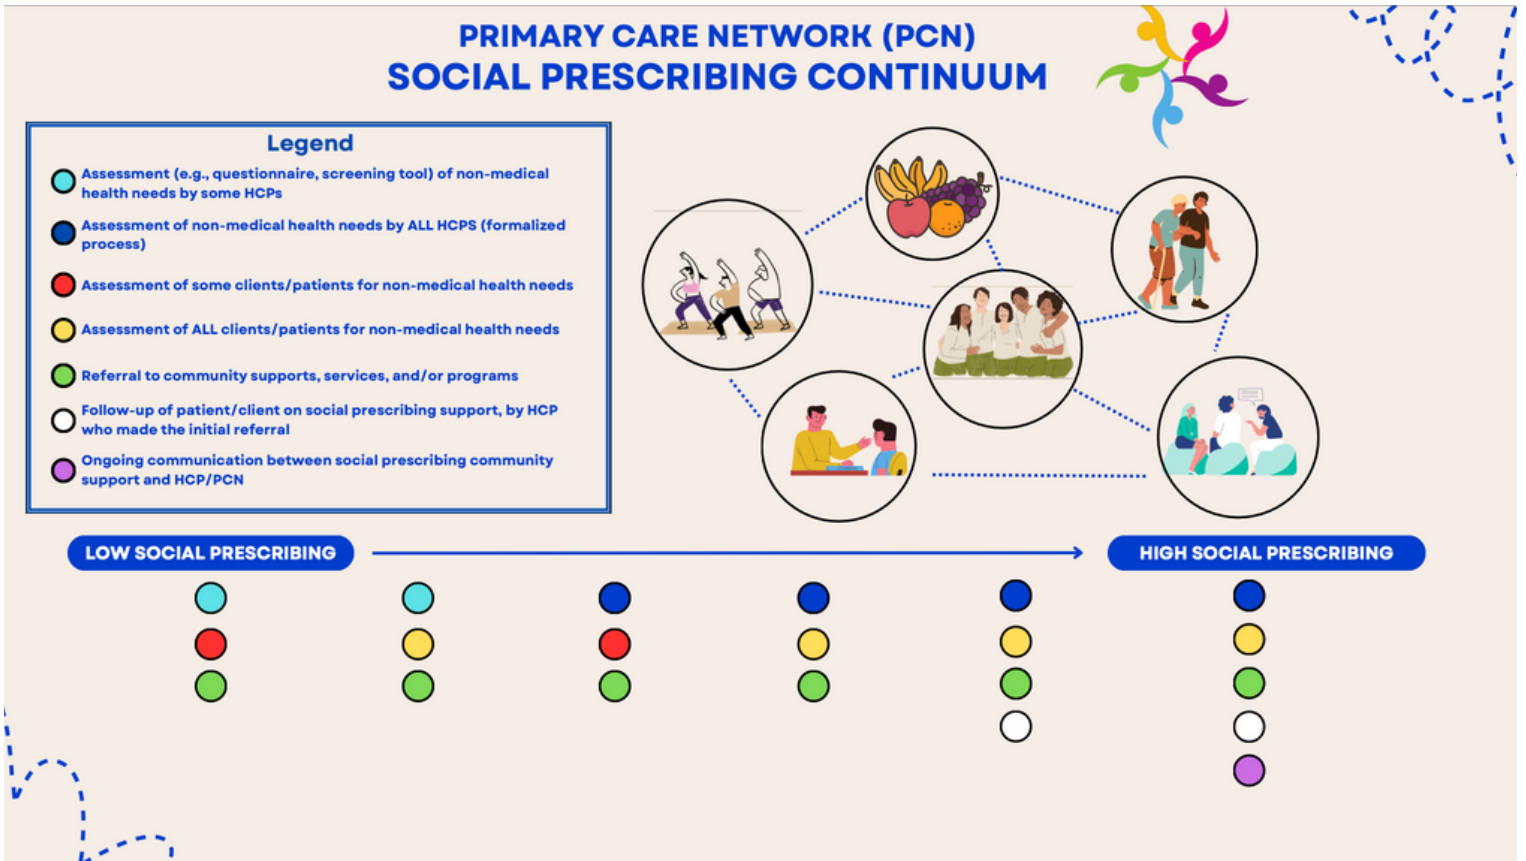 PRIMARY CARE NETWORK (PCN)
SOCIAL PRESCRIBING CONTINUUM
Legend
Assessment (e.g., questionnaire, screening tool) of non-medical
health needs by some HCPs
Assessment of non-medical health needs by ALL HCPS (formalized
process)
Assessment of some clients/patients for non-medical health needs
Assessment of ALL clients/patients for non-medical health needs
Referral to community supports, services, and/or programs
Follow-up of patient/client on social prescribing support, by HCP
who made the initial referral
Ongoing communication between social prescribing community
support and HCP/PCN
LOW SOCIAL PRESCRIBING
HIGH SOCIAL PRESCRIBING